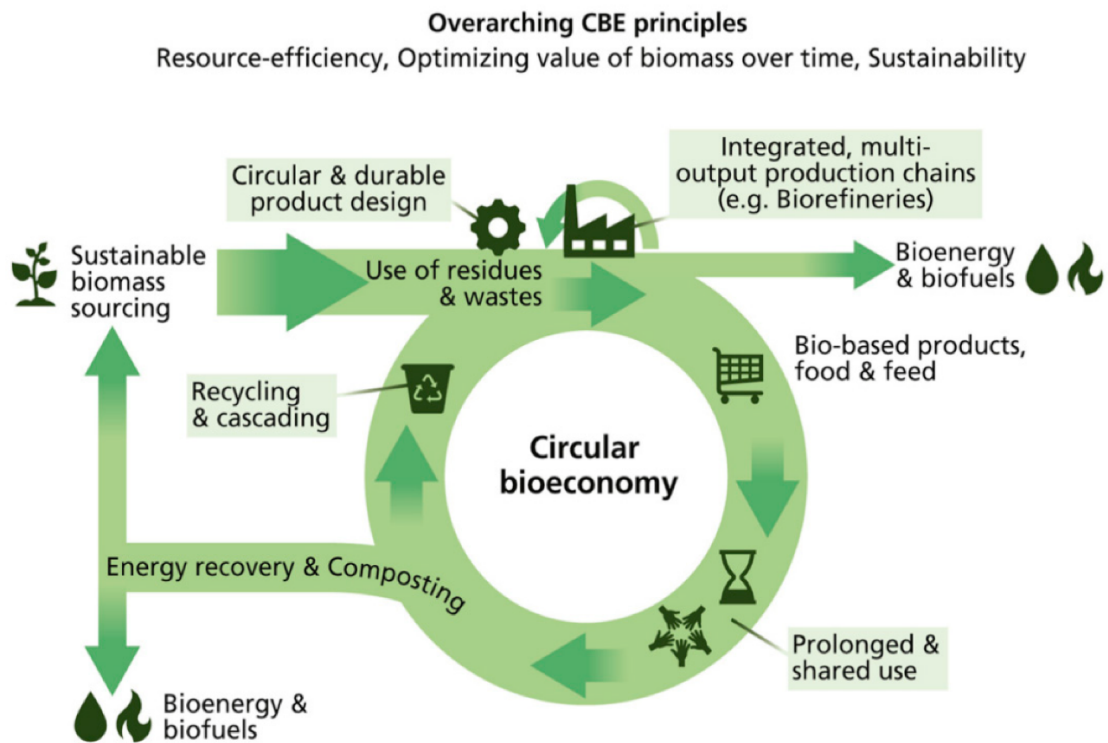 Overarching CBE principles
Resource-efficiency, Optimizing value of biomass over time, Sustainability
Circular & durable
product design
Integrated, multi-
output production chains
(e.g. Biorefineries)
Sustainable
biomass
sourcing
Use of residues
& wastes
Bioenergy
& biofuels
Bio-based products,
food & feed
Recycling
& cascading
Circular
bioeconomy
Energy recovery & Composting
Prolonged &
shared use
Bioenergy &
biofuels